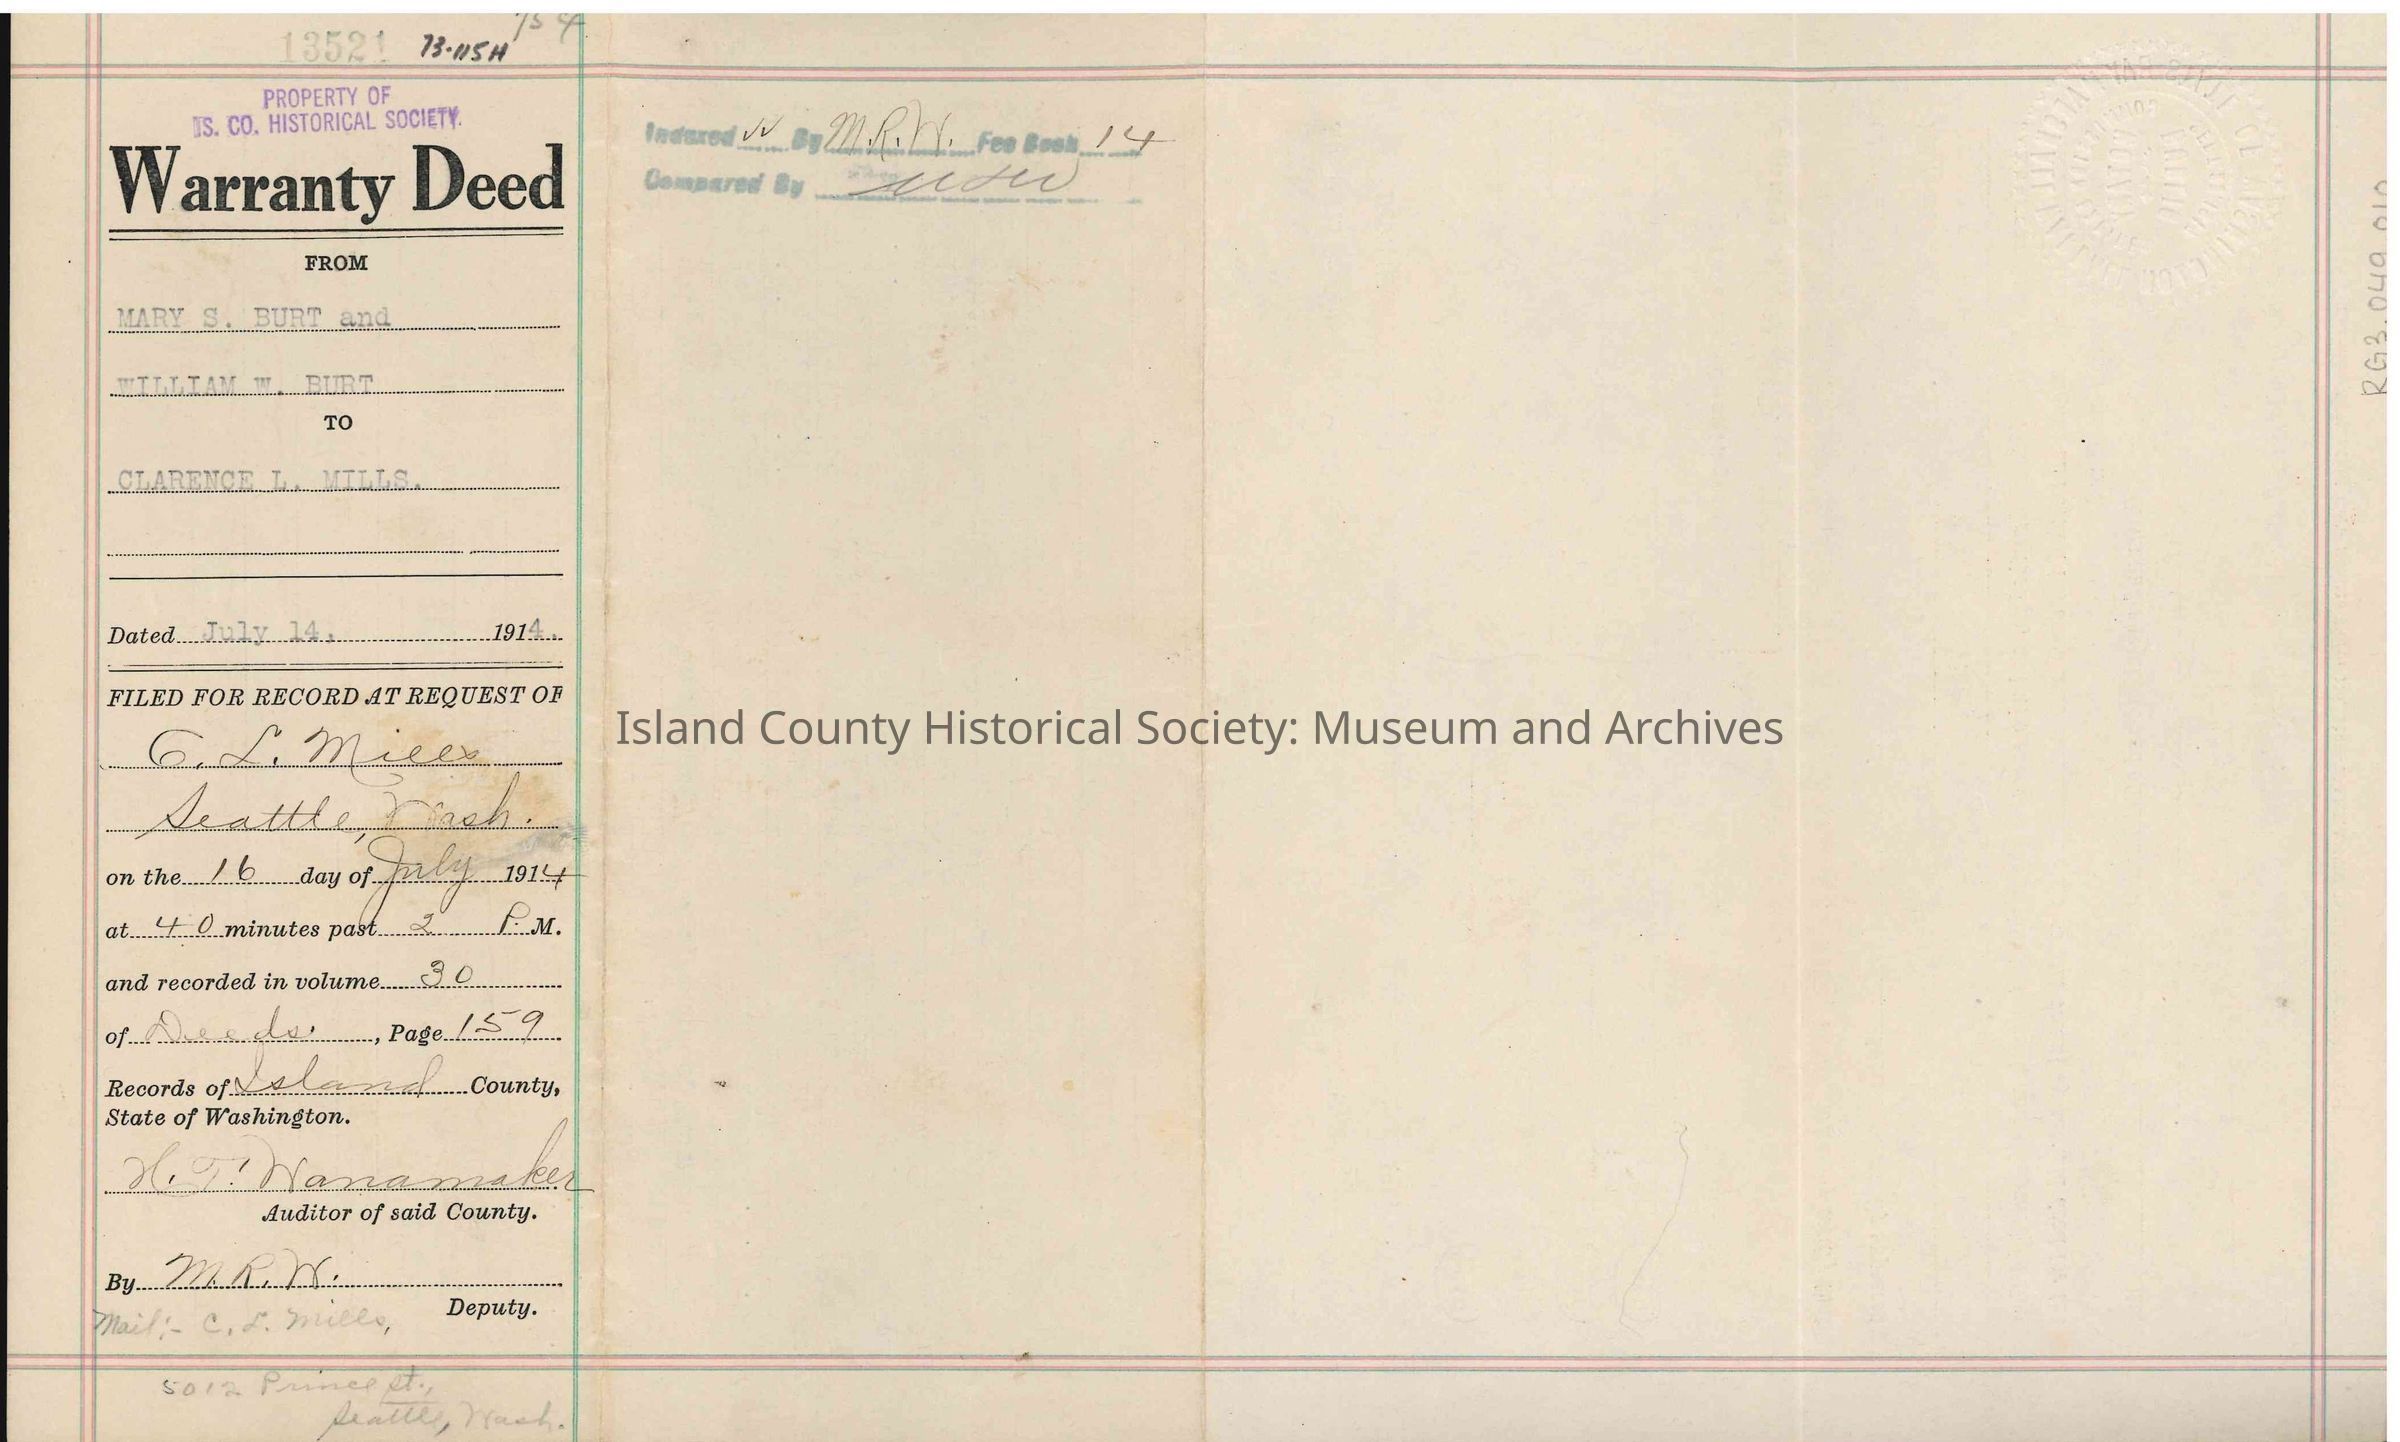 13521 73-115H 754
PROPERTY OF
IS. CO. HISTORICAL SOCIETY.
Warranty Deed
FROM
MARY S. BURT and
WILLIAM W. BURT
TO
CLARENCE L. MILLS.
Dated July 14, 1914.
FILED FOR RECORD AT REQUEST OF
C. L. Mills
Seattle, Wash.
on the 16 day of July 1914
at 40 minutes past 2 P. M.
and recorded in volume 30
of Deeds. , Page 159
Records of Island County,
State of Washington.
H. T. Wanamaker
Auditor of said County.
By M. R. W.
Deputy.
Mail:- C. L. Mills,
5012 Prince St.,
Seattle, Wash.
Indexed By M.R.W. Fee Book 14
Compared By
Island County Historical Society: Museum and Archives
RG3.049.010